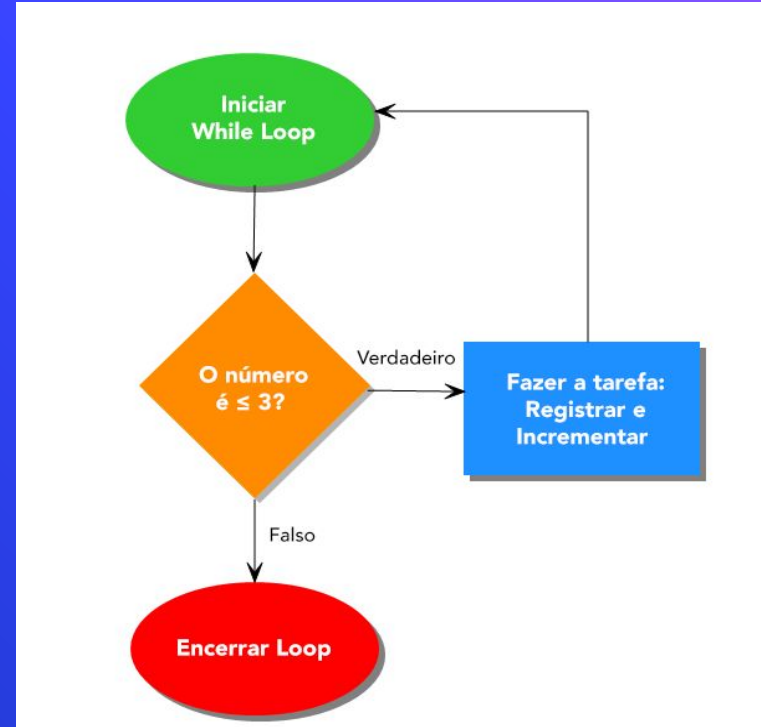 Iniciar
While Loop
O número
é ≤ 3?
Verdadeiro
Fazer a tarefa:
Registrar e
Incrementar
Falso
Encerrar Loop